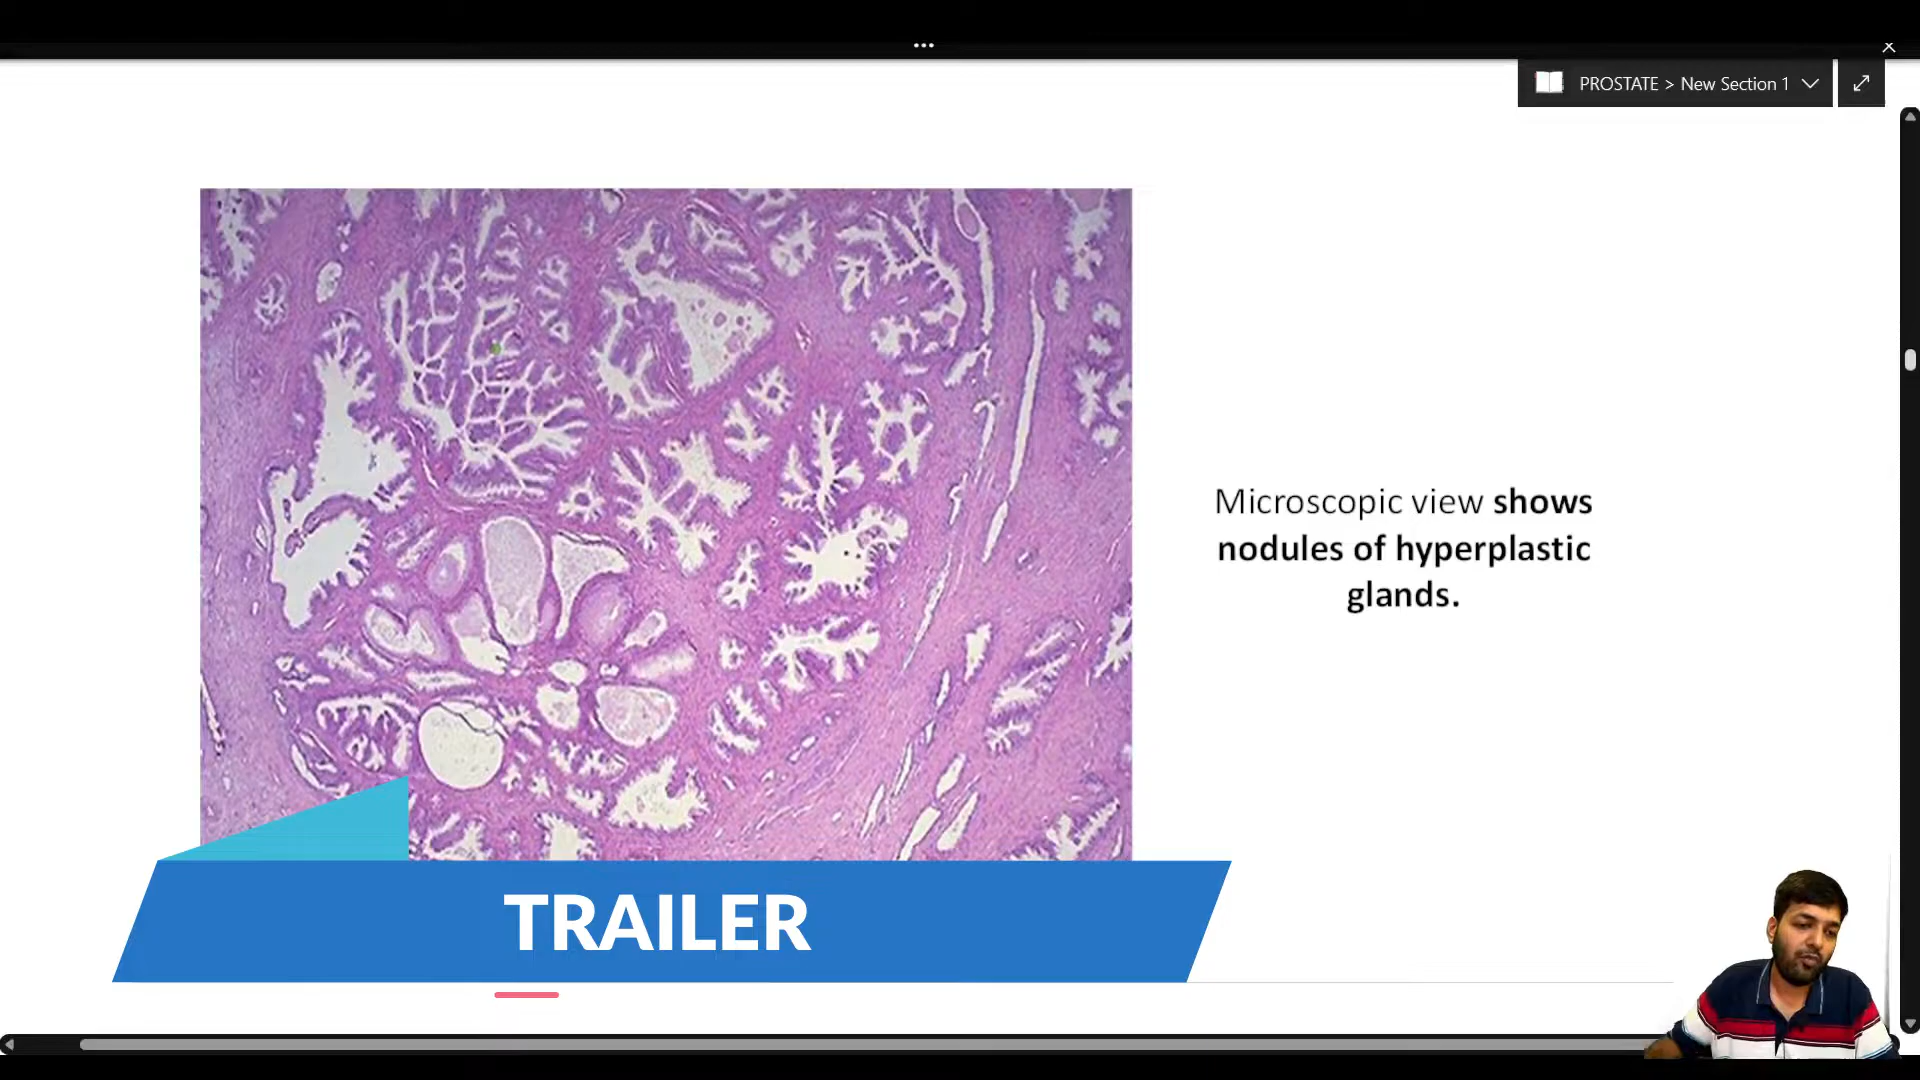 PROSTATE > New Section 1
Microscopic view shows
nodules of hyperplastic
glands.
TRAILER